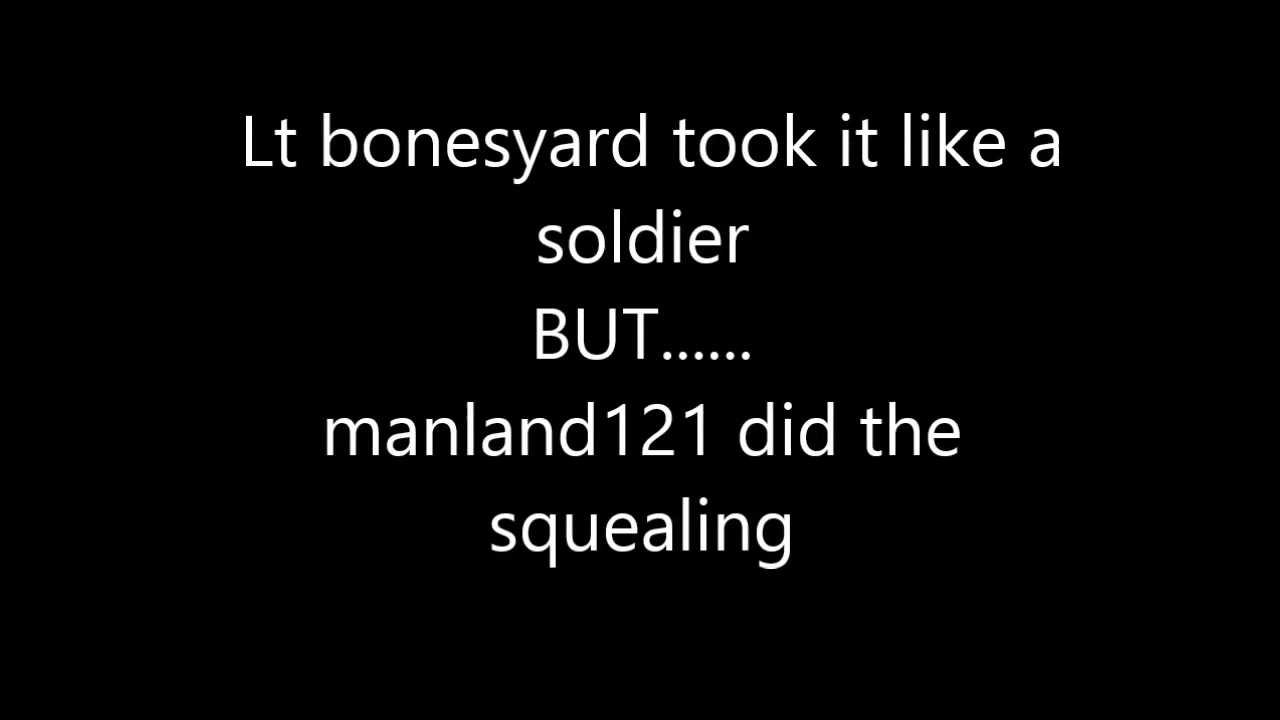 Lt bonesyard took it like a
soldier
BUT......
manland121 did the
squealing